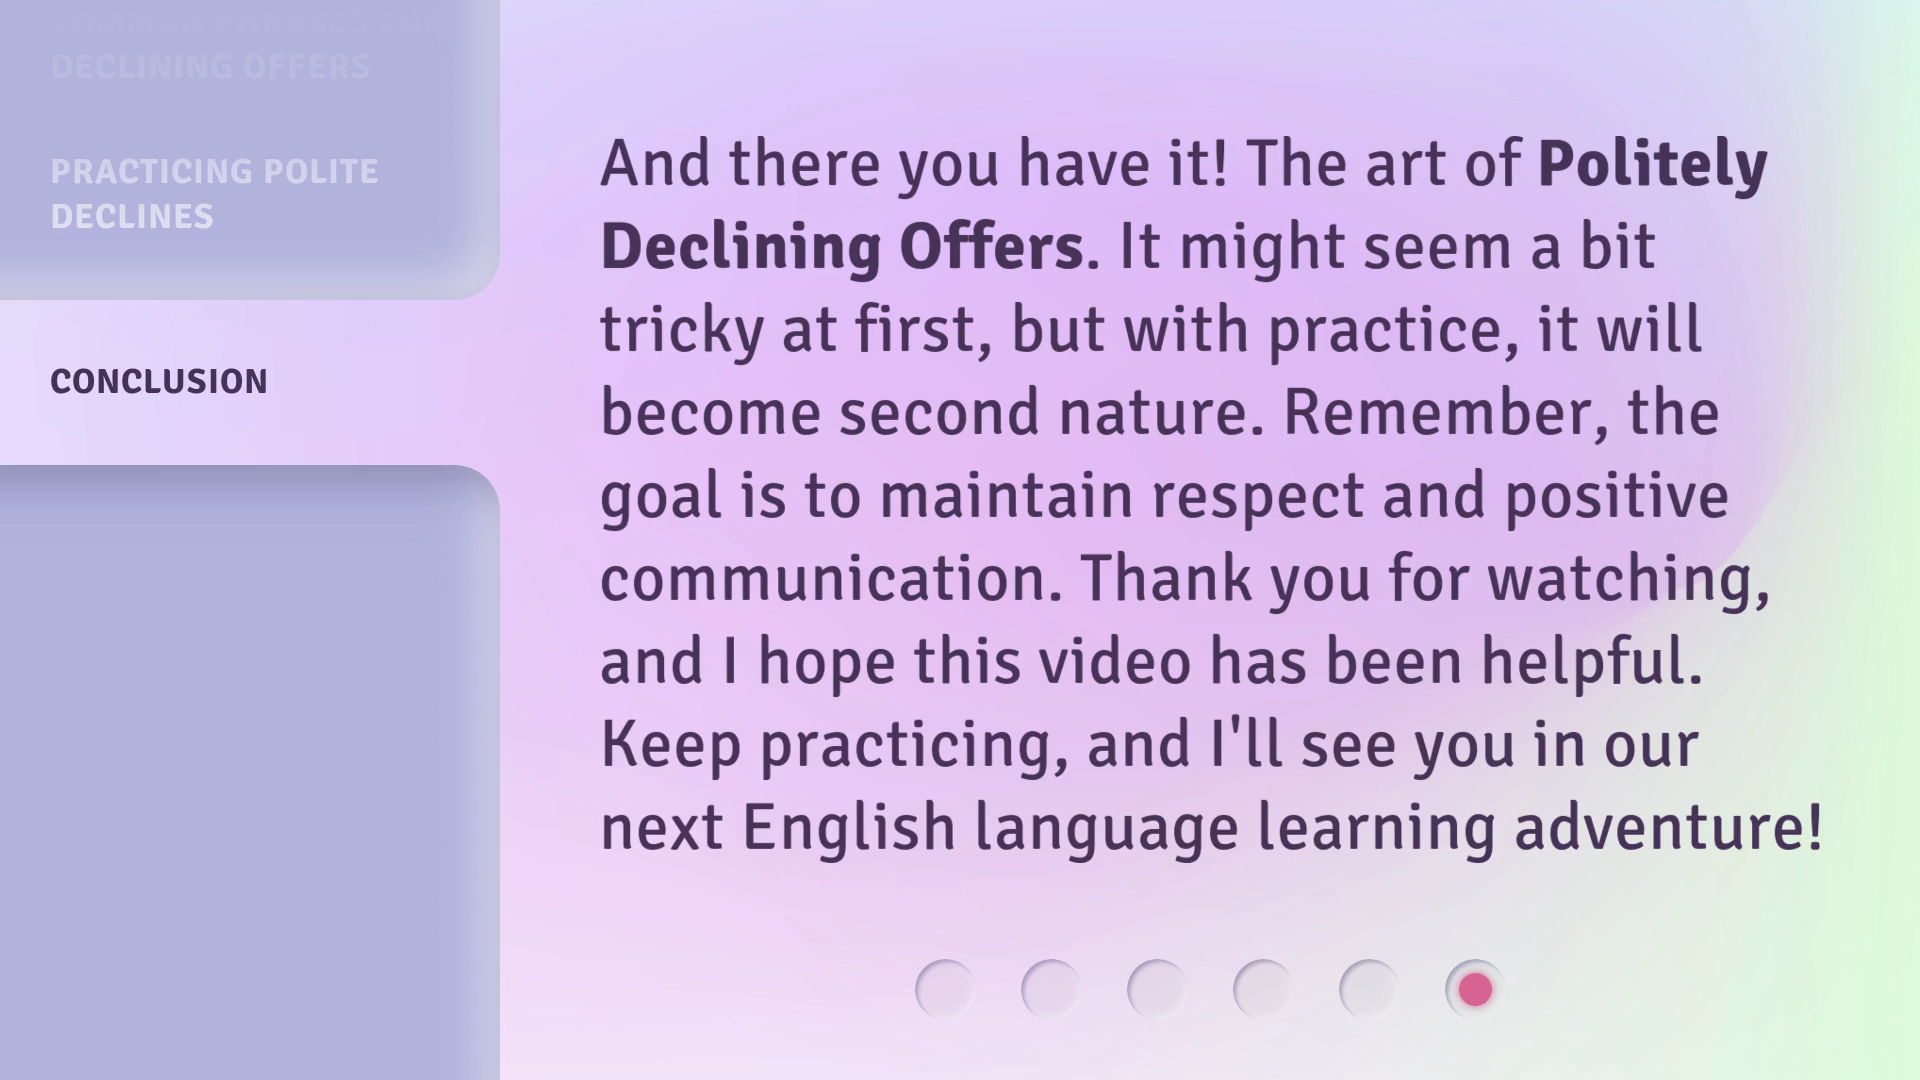 COMMON PHRASES FOR
DECLINING OFFERS
PRACTICING POLITE
DECLINES
CONCLUSION
And there you have it! The art of Politely
Declining Offers. It might seem a bit
tricky at first, but with practice, it will
become second nature. Remember, the
goal is to maintain respect and positive
communication. Thank you for watching,
and I hope this video has been helpful.
Keep practicing, and I'll see you in our
next English language learning adventure!